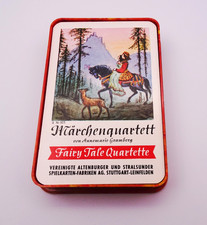 Märchenquartett
von Annemarie Gramberg
Fairy Tale Quartette
VEREINIGTE ALTENBURGER UND STRALSUNDER
SPIELKARTEN-FABRIKEN AG. STUTTGART-LEINFELDEN